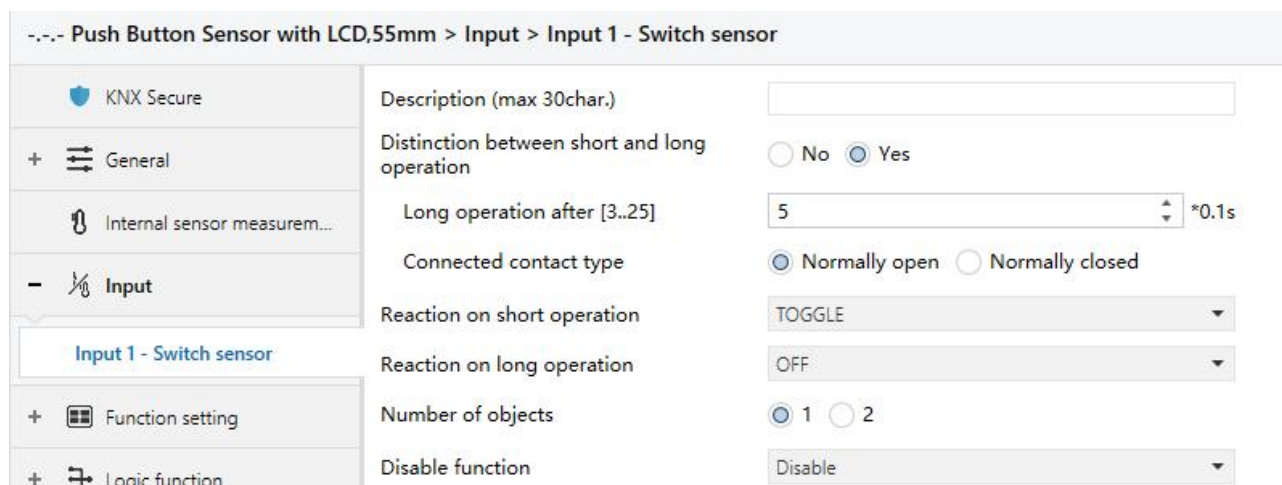 -.-.- Push Button Sensor with LCD,55mm > Input > Input 1 - Switch sensor
KNX Secure
+ General
Internal sensor measurem...
− Input
Input 1 - Switch sensor
+ Function setting
+ Logic function
Description (max 30char.)
Distinction between short and long
operation
No Yes
Long operation after [3..25]
5 *0.1s
Connected contact type
Normally open Normally closed
Reaction on short operation
TOGGLE
Reaction on long operation
OFF
Number of objects
1 2
Disable function
Disable